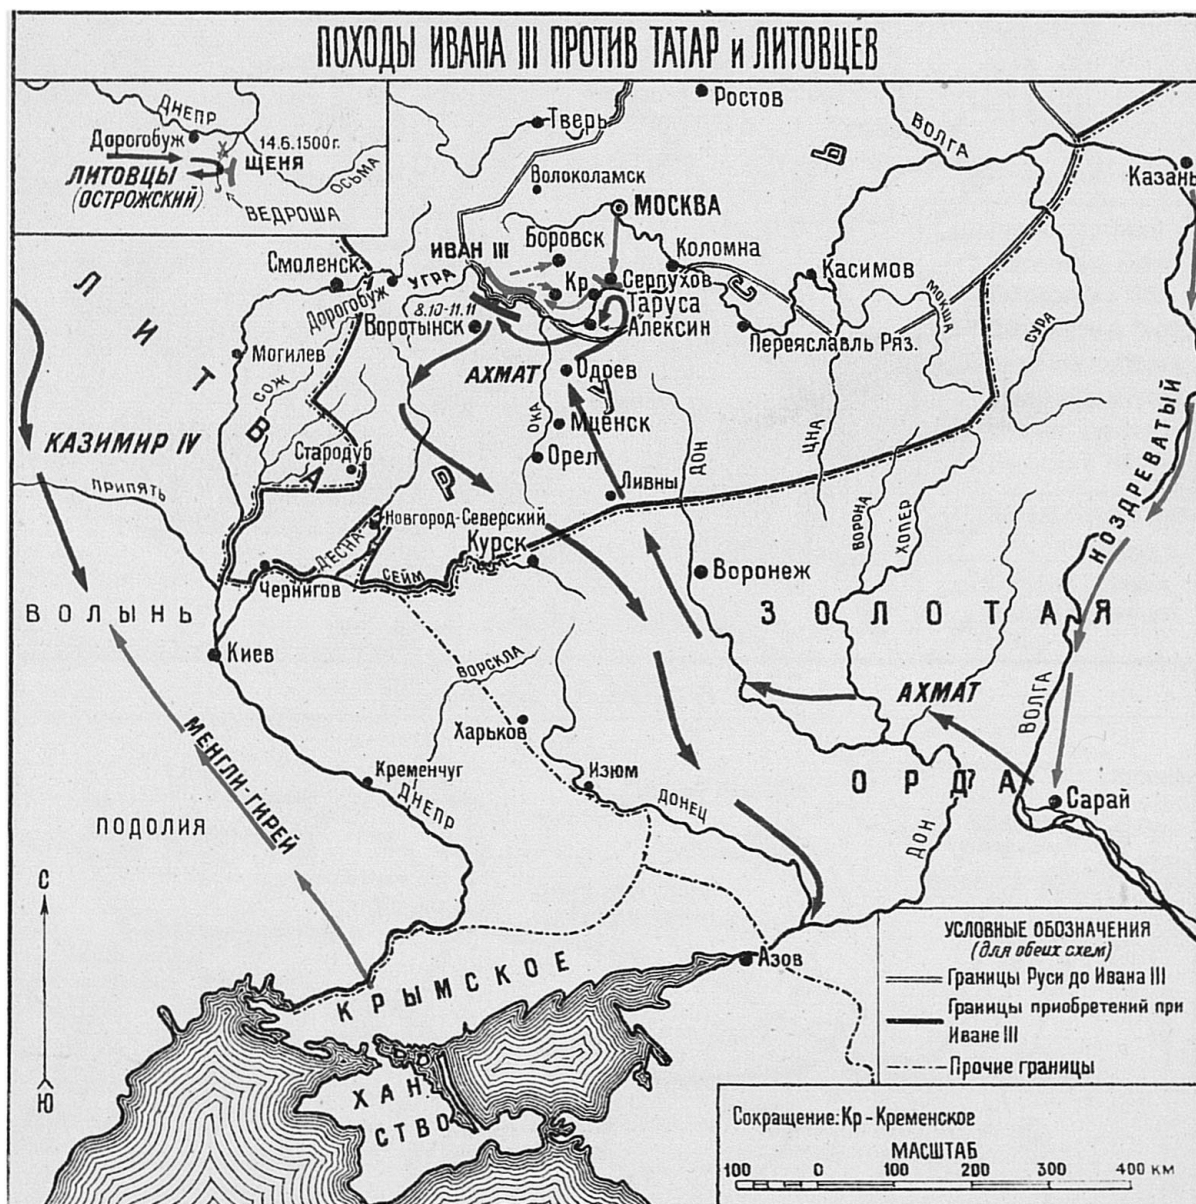 ПОХОДЫ ИВАНА III ПРОТИВ ТАТАР и ЛИТОВЦЕВ
ДНЕПР
Дорогобуж
14.6.1500 г.
ЩЕНЯ
ЛИТОВЦЫ
(ОСТРОЖСКИЙ)
ОСЬМА
ВЕДРОША
Ростов
Тверь
ВОЛГА
Казань
Волоколамск
МОСКВА
ИВАН III
Боровск
Коломна
Смоленск
УГРА
Кр
Серпухов
Касимов
Дорогобуж
8.10-11.11
Таруса
МОКША
СУРА
Воротынск
Алексин
Переяславль Ряз.
Могилев
СОЖ
АХМАТ
Одоев
ОКА
Мценск
ДОН
ЦНА
КАЗИМИР IV
ЛИТВА
РУСЬ
Стародуб
Орел
Ливны
ПРИПЯТЬ
Новгород-Северский
ДЕСНА
Курск
СЕЙМ
ВОРОНА
ХОПЕР
НОЗДРЕВАТЫЙ
Чернигов
Воронеж
ВОЛЫНЬ
ЗОЛОТАЯ
Киев
ВОРСКЛА
АХМАТ
ВОЛГА
МЕНГЛИ-ГИРЕЙ
Харьков
Кременчуг
ДНЕПР
Изюм
ДОНЕЦ
ОРДА
Сарай
ПОДОЛИЯ
ДОН
С
Ю
КРЫМСКОЕ
Азов
ХАН
СТВО
УСЛОВНЫЕ ОБОЗНАЧЕНИЯ
(для обеих схем)
Границы Руси до Ивана III
Границы приобретений при
Иване III
Прочие границы
Сокращение: Кр - Кременское
МАСШТАБ
100 0 100 200 300 400 км